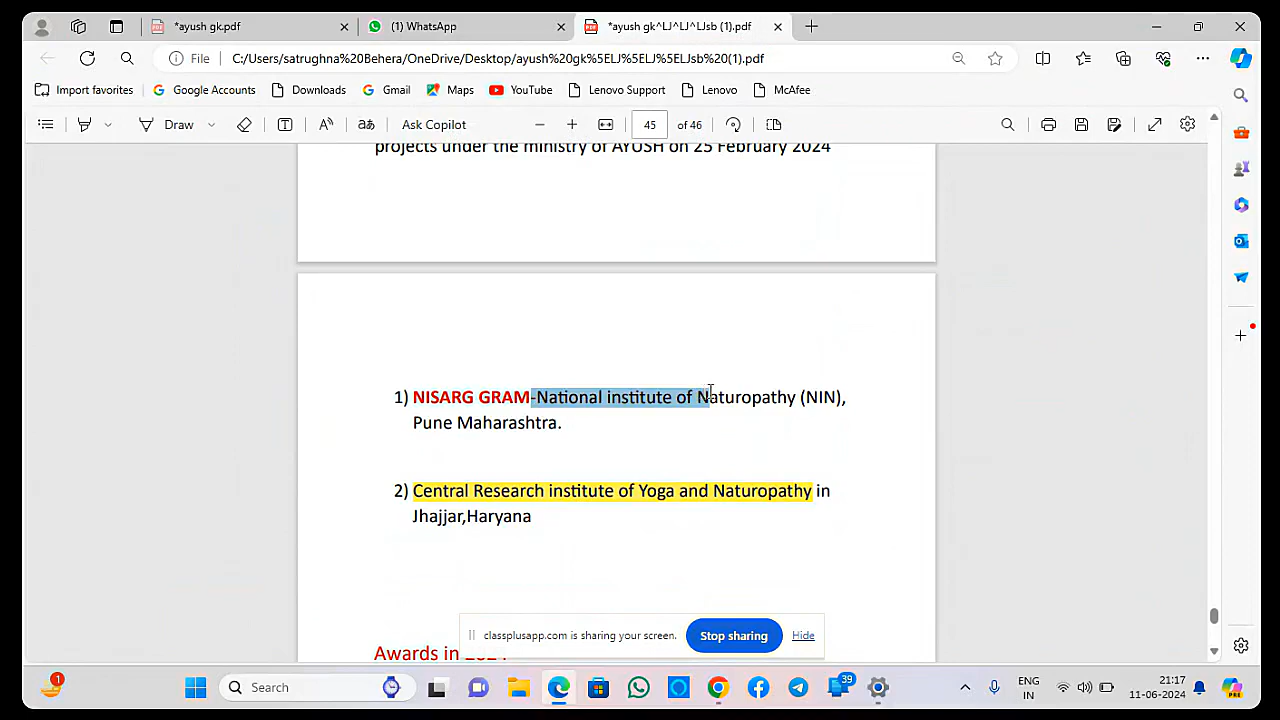 *ayush gk.pdf
(1) WhatsApp
*ayush gk^LJ^LJ^LJsb (1).pdf
File
C:/Users/satrughna%20Behera/OneDrive/Desktop/ayush%20gk%5ELJ%5ELJ%5ELJsb%20(1).pdf
Import favorites
Google Accounts
Downloads
Gmail
Maps
YouTube
Lenovo Support
Lenovo
McAfee
Draw
Ask Copilot
45 of 46
projects under the ministry of AYUSH on 25 February 2024
1) NISARG GRAM-National institute of Naturopathy (NIN),
Pune Maharashtra.
2) Central Research institute of Yoga and Naturopathy in
Jhajjar,Haryana
classplusapp.com is sharing your screen.
Stop sharing
Hide
Awards in 2024
1
Search
39
ENG
IN
21:17
11-06-2024
PRE